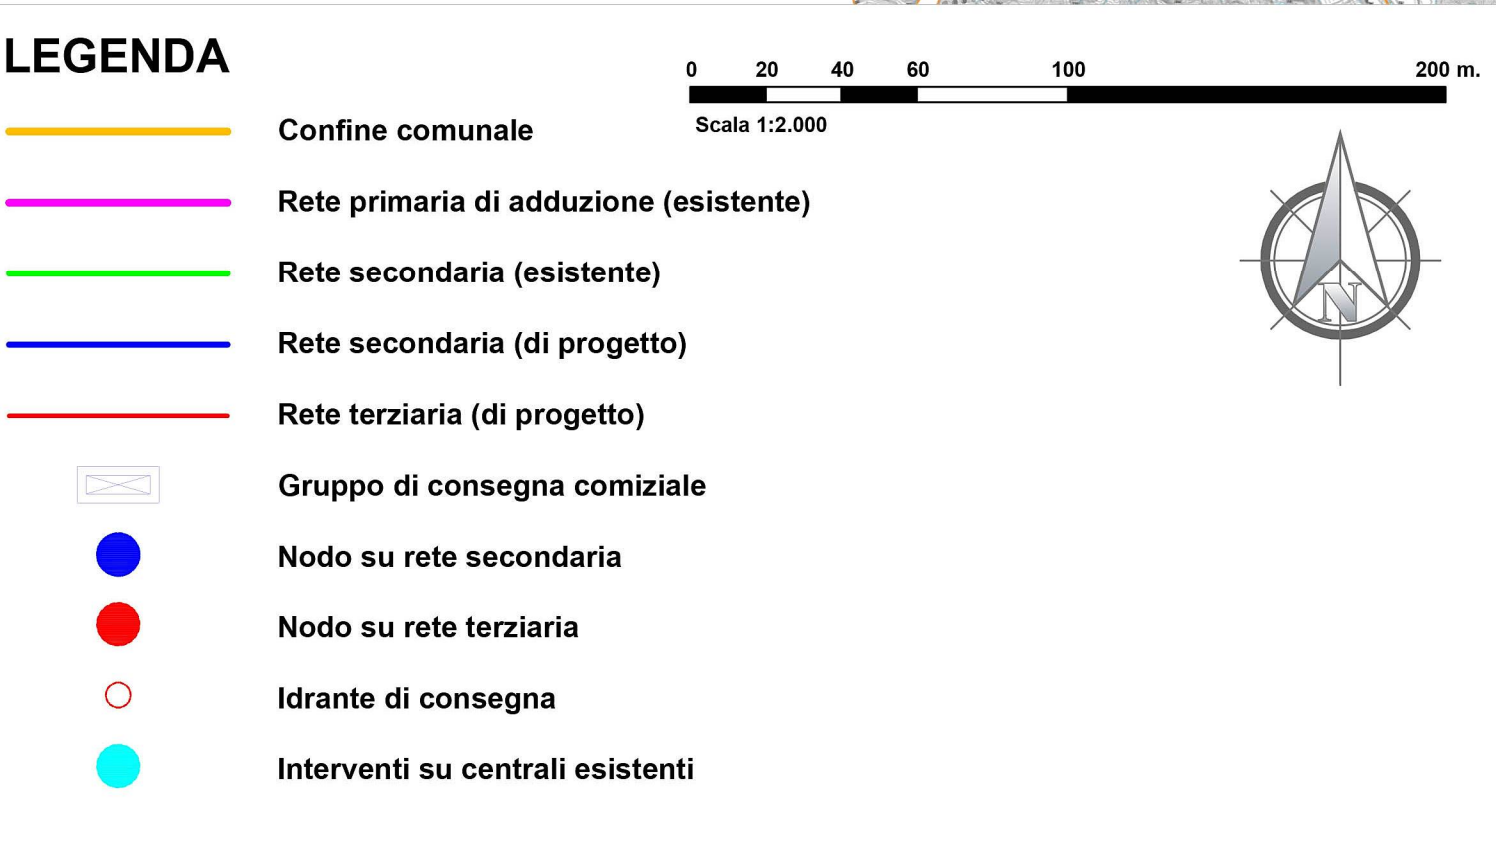 LEGENDA
0 20 40 60 100 200 m.
Scala 1:2.000
Confine comunale
Rete primaria di adduzione (esistente)
Rete secondaria (esistente)
Rete secondaria (di progetto)
Rete terziaria (di progetto)
Gruppo di consegna comiziale
Nodo su rete secondaria
Nodo su rete terziaria
Idrante di consegna
Interventi su centrali esistenti
N